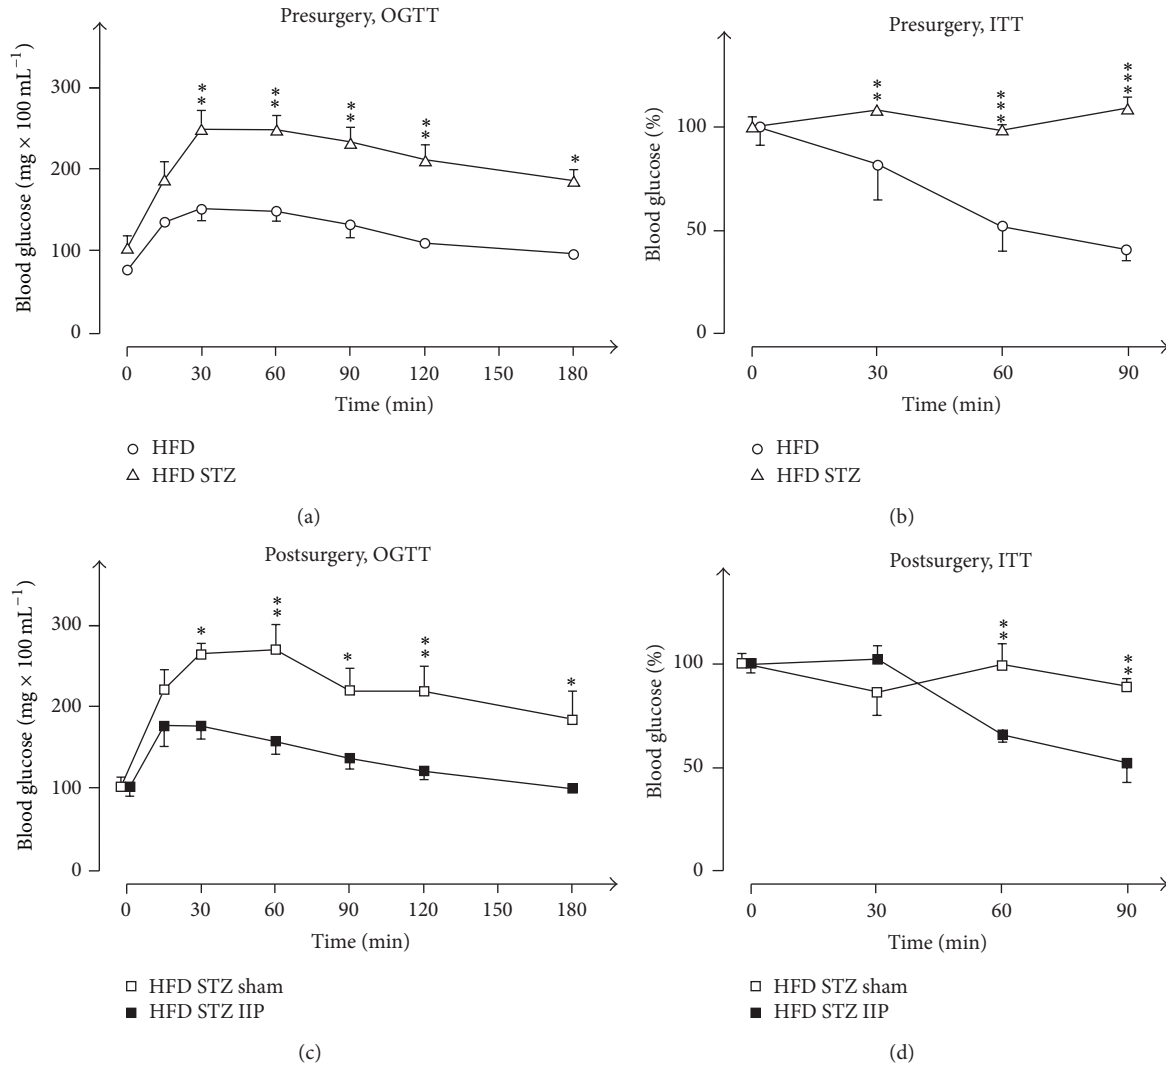 Presurgery, OGTT
Blood glucose (mg × 100 mL⁻¹)
300
200
100
0
** ** ** ** *
0 30 60 90 120 150 180
Time (min)
HFD
HFD STZ
(a)
Presurgery, ITT
Blood glucose (%)
100
50
0
** *** ***
0 30 60 90
Time (min)
HFD
HFD STZ
(b)
Postsurgery, OGTT
Blood glucose (mg × 100 mL⁻¹)
300
200
100
0
* ** * ** *
0 30 60 90 120 150 180
Time (min)
HFD STZ sham
HFD STZ IIP
(c)
Postsurgery, ITT
Blood glucose (%)
100
50
0
** **
0 30 60 90
Time (min)
HFD STZ sham
HFD STZ IIP
(d)